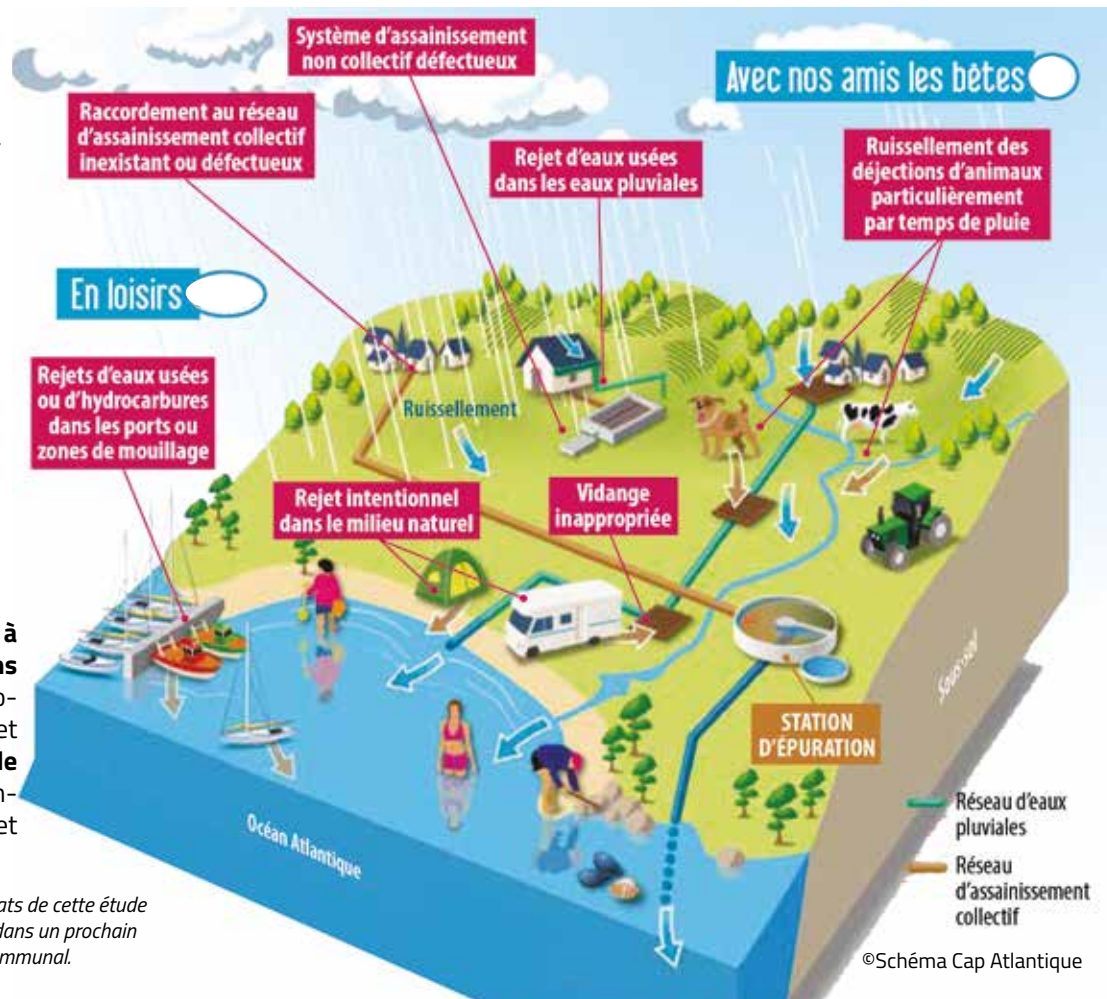 Système d'assainissement
non collectif défectueux
Avec nos amis les bêtes
Raccordement au réseau
d'assainissement collectif
inexistant ou défectueux
Rejet d'eaux usées
dans les eaux pluviales
Ruissellement des
déjections d'animaux
particulièrement
par temps de pluie
En loisirs
Rejets d'eaux usées
ou d'hydrocarbures
dans les ports ou
zones de mouillage
Ruissellement
Rejet intentionnel
dans le milieu naturel
Vidange
inappropriée
Sous-sol
STATION
D'ÉPURATION
Océan Atlantique
Réseau d'eaux
pluviales
Réseau
d'assainissement
collectif
©Schéma Cap Atlantique
à
et
de
et
de cette étude
dans un prochain